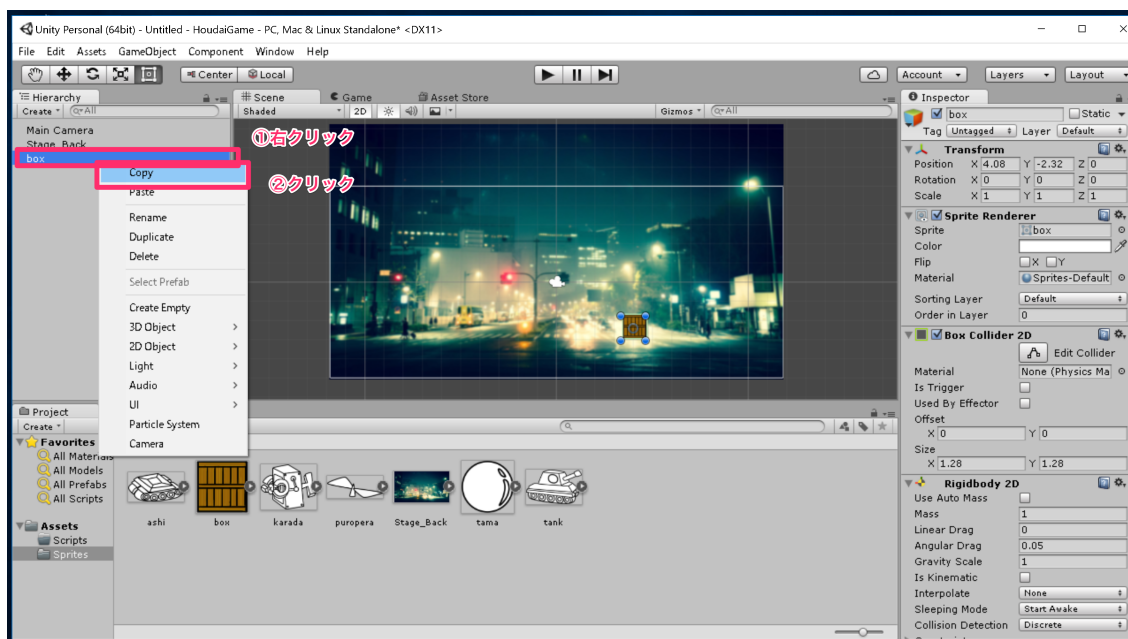 Unity Personal (64bit) - Untitled - HoudaiGame - PC, Mac & Linux Standalone* <DX11>
File Edit Assets GameObject Component Window Help
Center Local Account Layers Layout
Hierarchy
Create All
Main Camera
Stage_Back
box
①右クリック
②クリック
Copy
Paste
Rename
Duplicate
Delete
Select Prefab
Create Empty
3D Object
2D Object
Light
Audio
UI
Particle System
Camera
Scene Game Asset Store
Shaded 2D Gizmos All
Project
Create
Favorites
All Materials
All Models
All Prefabs
All Scripts
Assets
Scripts
Sprites
ashi box karada puropera Stage_Back tama tank
Inspector
box Static
Tag Untagged Layer Default
Transform
Position X 4.08 Y -2.32 Z 0
Rotation X 0 Y 0 Z 0
Scale X 1 Y 1 Z 1
Sprite Renderer
Sprite box
Color
Flip X Y
Material Sprites-Default
Sorting Layer Default
Order in Layer 0
Box Collider 2D
Edit Collider
Material None (Physics Ma
Is Trigger
Used By Effector
Offset
X 0 Y 0
Size
X 1.28 Y 1.28
Rigidbody 2D
Use Auto Mass
Mass 1
Linear Drag 0
Angular Drag 0.05
Gravity Scale 1
Is Kinematic
Interpolate None
Sleeping Mode Start Awake
Collision Detection Discrete